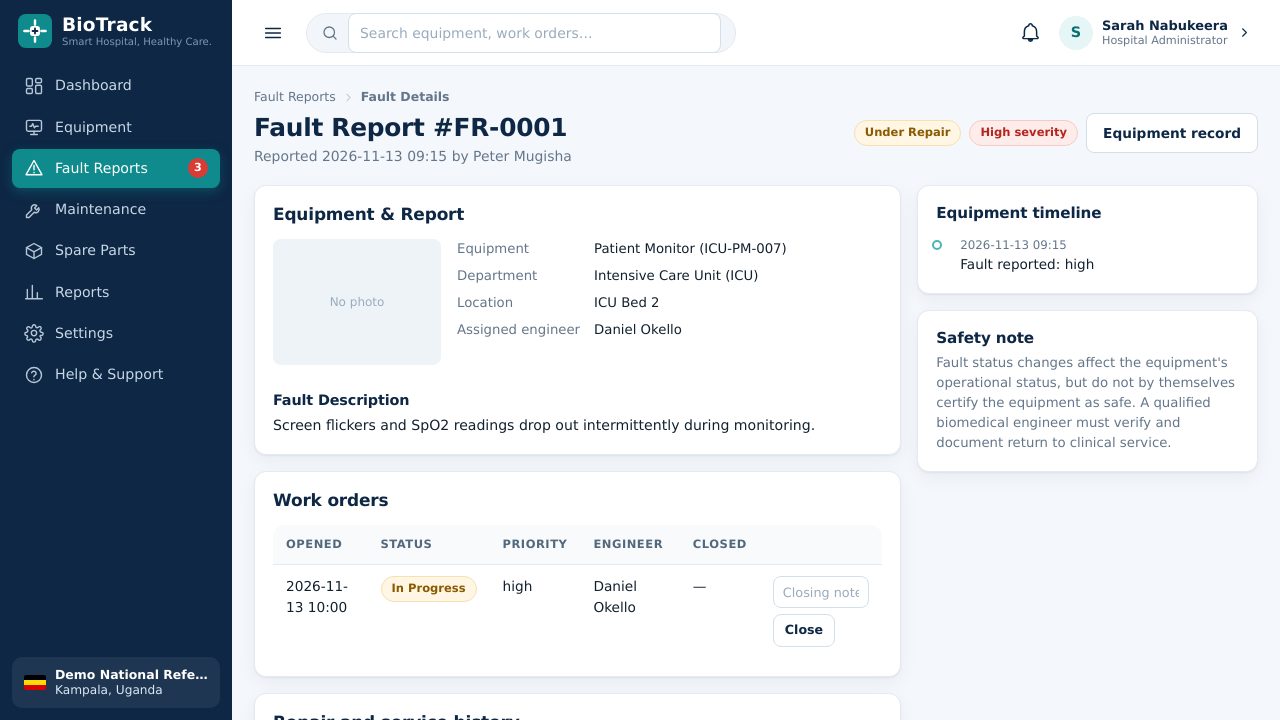 BioTrack
Smart Hospital, Healthy Care.
Dashboard
Equipment
Fault Reports 3
Maintenance
Spare Parts
Reports
Settings
Help & Support
Demo National Refe...
Kampala, Uganda
Search equipment, work orders...
S
Sarah Nabukeera
Hospital Administrator
Fault Reports > Fault Details
Fault Report #FR-0001
Reported 2026-11-13 09:15 by Peter Mugisha
Under Repair
High severity
Equipment record
Equipment & Report
No photo
Equipment Patient Monitor (ICU-PM-007)
Department Intensive Care Unit (ICU)
Location ICU Bed 2
Assigned engineer Daniel Okello
Fault Description
Screen flickers and SpO2 readings drop out intermittently during monitoring.
Work orders
OPENED STATUS PRIORITY ENGINEER CLOSED
2026-11-
13 10:00
In Progress
high
Daniel
Okello
—
Closing note
Close
Repair and service history
Equipment timeline
2026-11-13 09:15
Fault reported: high
Safety note
Fault status changes affect the equipment's
operational status, but do not by themselves
certify the equipment as safe. A qualified
biomedical engineer must verify and
document return to clinical service.